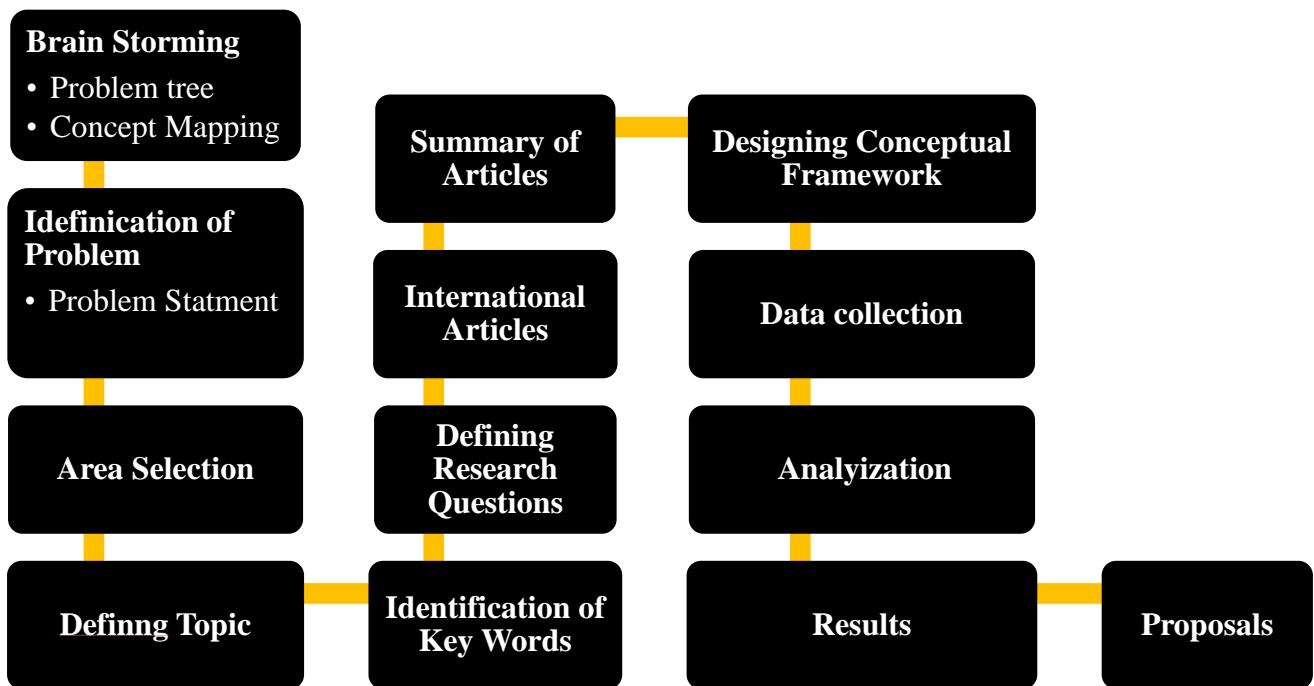 Brain Storming
• Problem tree
• Concept Mapping
Idefinication of
Problem
• Problem Statment
Area Selection
Definng Topic
Identification of
Key Words
Defining
Research
Questions
International
Articles
Summary of
Articles
Designing Conceptual
Framework
Data collection
Analyization
Results
Proposals